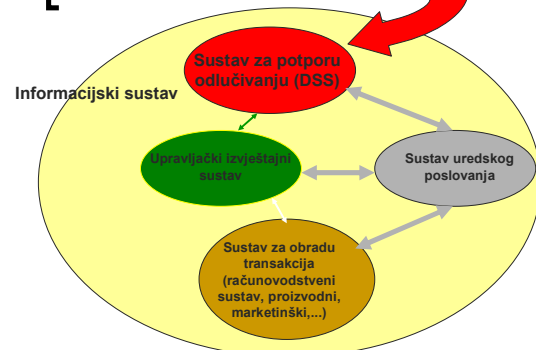 Sustav za potporu
odlučivanju (DSS)
Informacijski sustav
Upravljački izvještajni
sustav
Sustav uredskog
poslovanja
Sustav za obradu
transakcija
(računovodstveni
sustav, proizvodni,
marketinški,...)